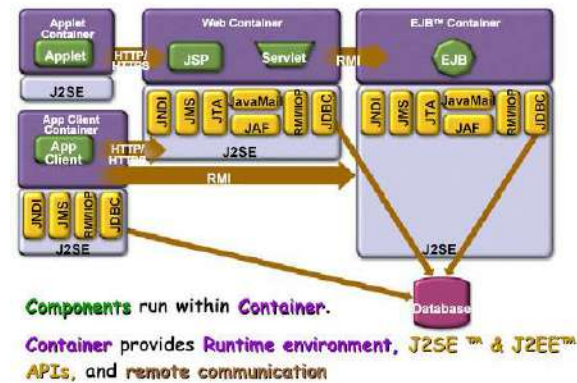 Applet
Container
Applet
J2SE
HTTP/
HTTPS
Web Container
JSP
Servlet
RMI
EJB™ Container
EJB
JNDI
JMS
JTA
JavaMail
JAF
RMI/IIOP
JDBC
J2SE
JNDI
JMS
JTA
JavaMail
JAF
RMI/IIOP
JDBC
J2SE
App Client
Container
App
Client
HTTP/
HTTPS
RMI
JNDI
JMS
RMI/IIOP
JDBC
J2SE
Database
Components run within Container.
Container provides Runtime environment, J2SE ™ & J2EE™
APIs, and remote communication